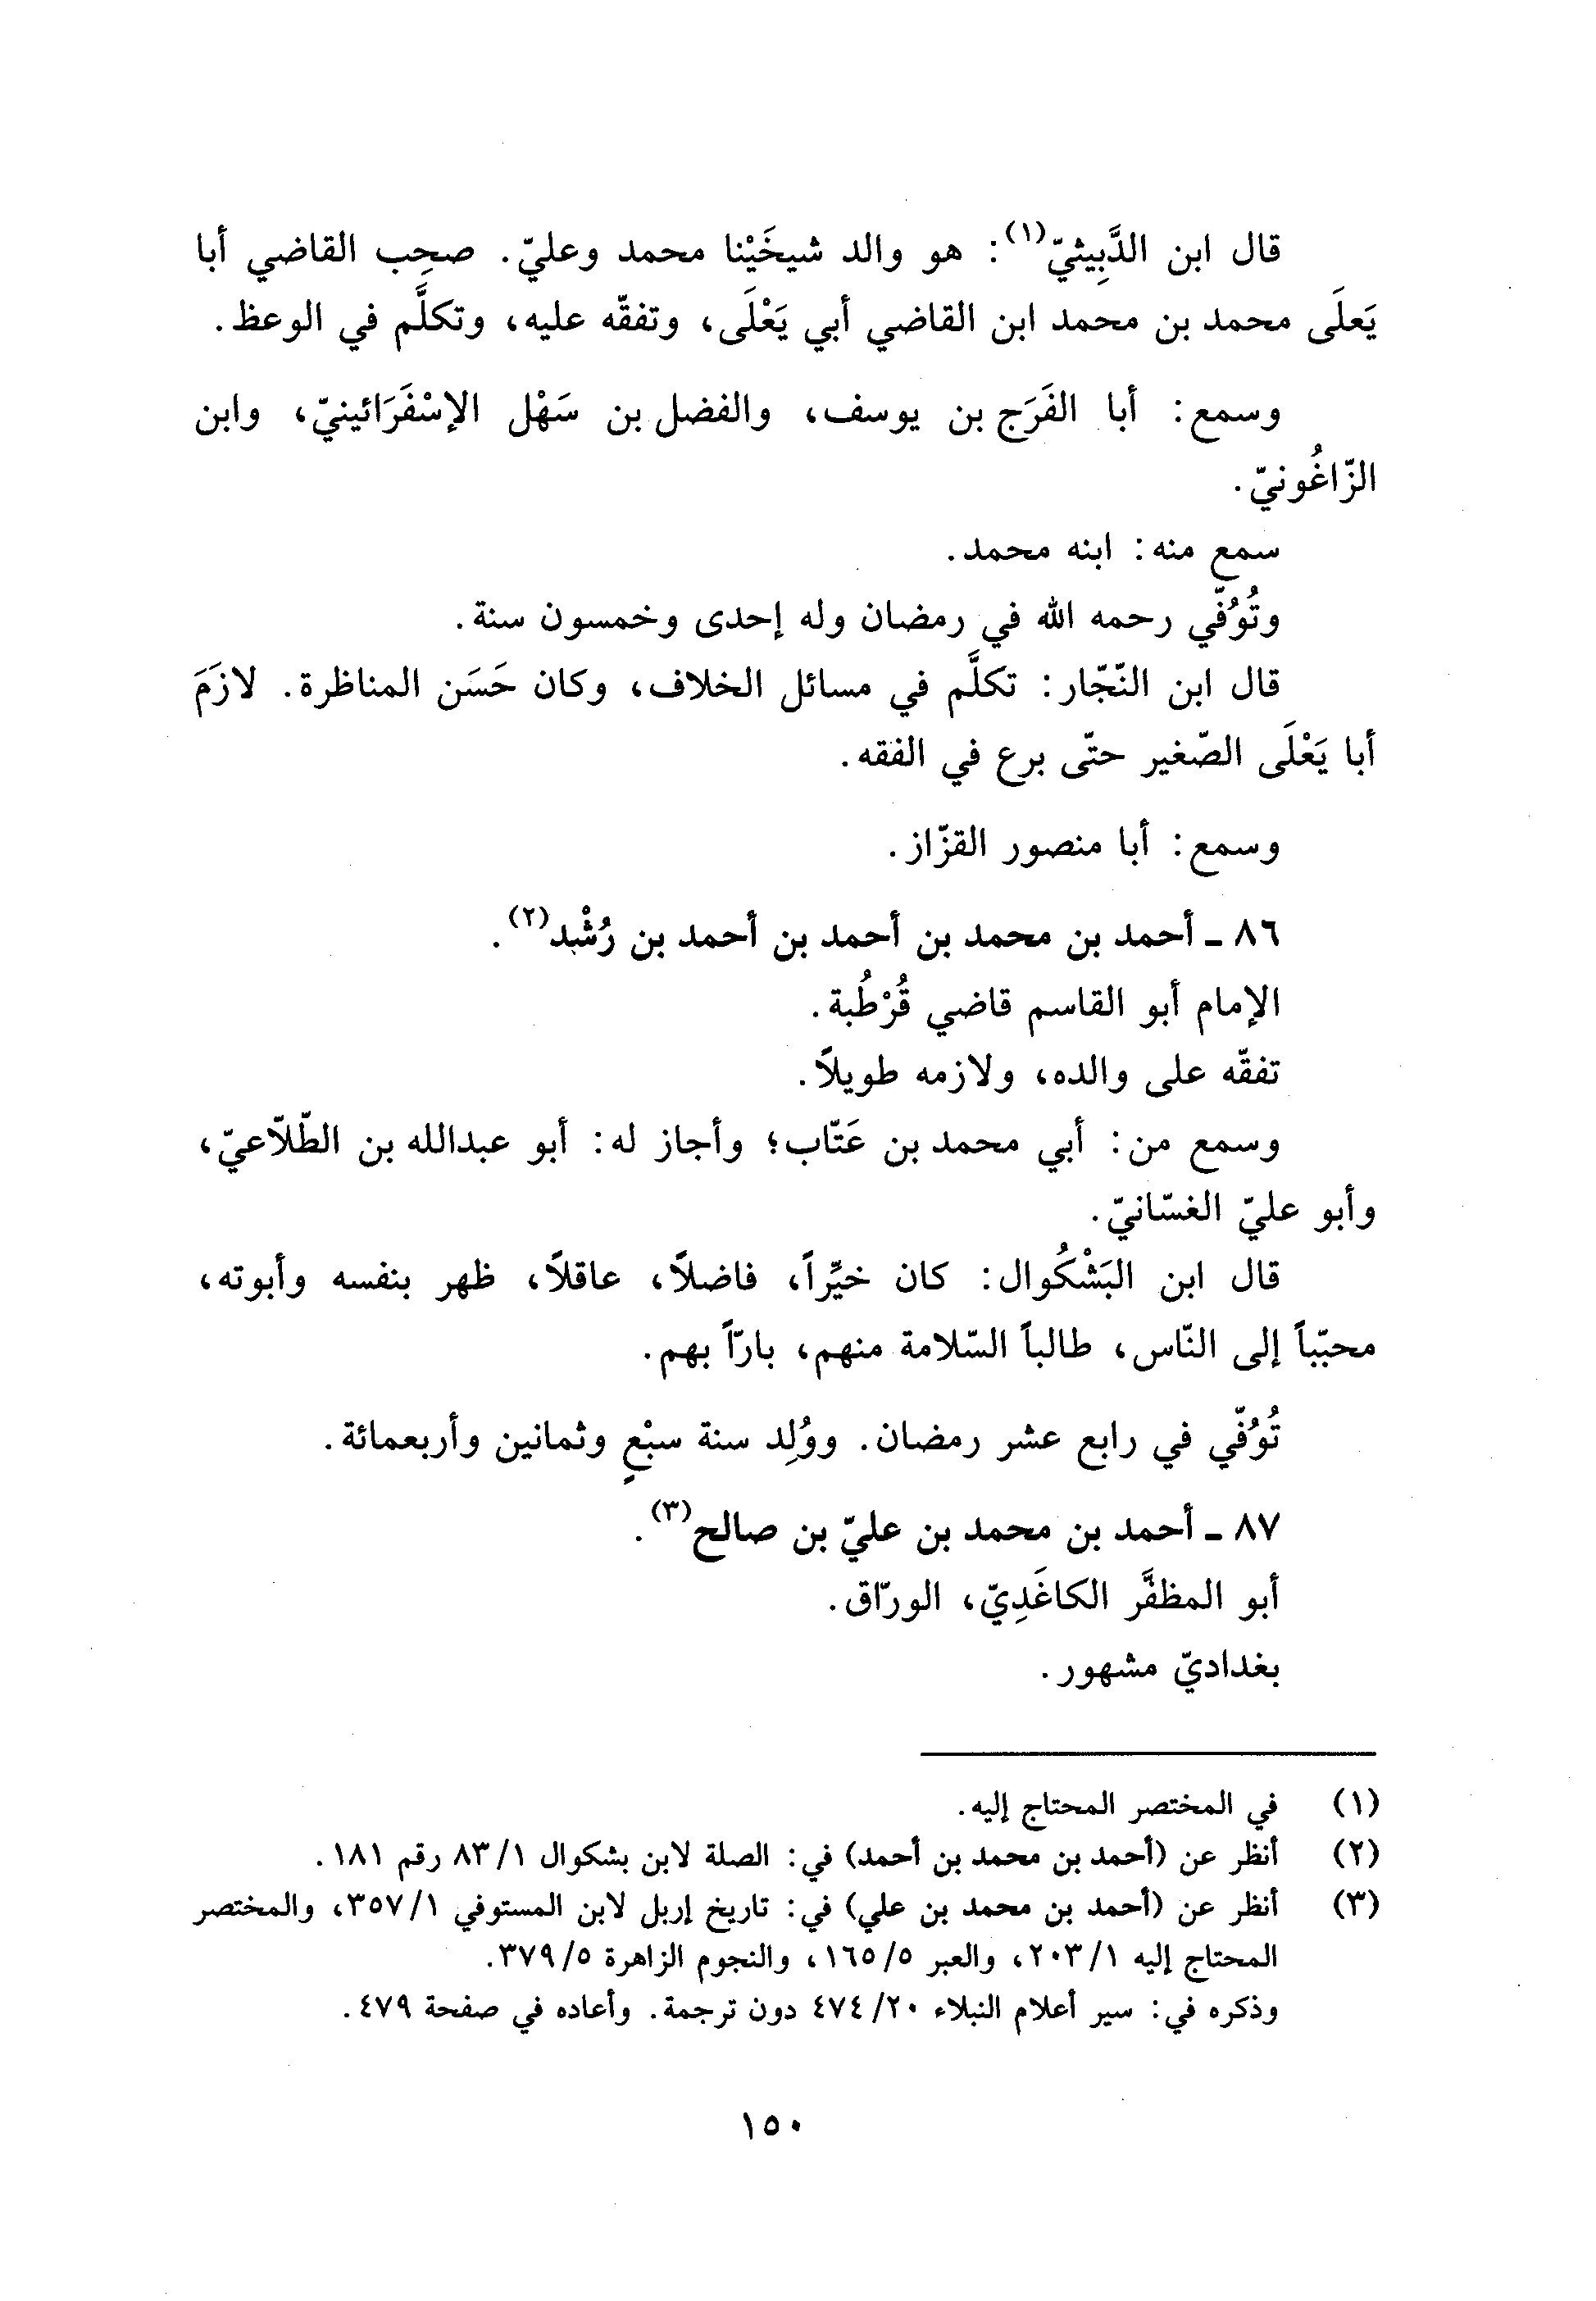 قال ابن الدَّبِيثيّ(١): هو والد شيخَيْنا محمد وعليّ. صحِب القاضي أبا
يَعلَى محمد بن محمد ابن القاضي أبي يَعْلَى، وتفقّه عليه، وتكلَّم في الوعظ.
وسمع: أبا الفَرَج بن يوسف، والفضل بن سَهْل الإسْفَرَائينيّ، وابن
الزّاغُونيّ.
سمع منه: ابنه محمد.
وتُوُفّي رحمه الله في رمضان وله إحدى وخمسون سنة.
قال ابن النّجّار: تكلَّم في مسائل الخلاف، وكان حَسَن المناظرة. لازَمَ
أبا يَعْلَى الصّغير حتّى برع في الفقه.
وسمع: أبا منصور القزّاز.
٨٦ ـ أحمد بن محمد بن أحمد بن أحمد بن رُشْد(٢).
الإمام أبو القاسم قاضي قُرْطُبة.
تفقّه على والده، ولازمه طويلاً.
وسمع من: أبي محمد بن عَتّاب؛ وأجاز له: أبو عبدالله بن الطّلّاعيّ،
وأبو عليّ الغسّانيّ.
قال ابن البَشْكُوال: كان خيِّراً، فاضلاً، عاقلاً، ظهر بنفسه وأبوته،
محبّباً إلى النّاس، طالباً السّلامة منهم، بارّاً بهم.
تُوُفّي في رابع عشر رمضان. ووُلِد سنة سبْعٍ وثمانين وأربعمائة.
٨٧ ـ أحمد بن محمد بن عليّ بن صالح(٣).
أبو المظفَّر الكاغَدِيّ، الورّاق.
بغداديّ مشهور.
(١) في المختصر المحتاج إليه.
(٢) أنظر عن (أحمد بن محمد بن أحمد) في: الصلة لابن بشكوال ٨٣/١ رقم ١٨١.
(٣) أنظر عن (أحمد بن محمد بن علي) في: تاريخ إربل لابن المستوفي ٣٥٧/١، والمختصر
المحتاج إليه ٢٠٣/١، والعبر ١٦٥/٥، والنجوم الزاهرة ٣٧٩/٥.
وذكره في: سير أعلام النبلاء ٤٧٤/٢٠ دون ترجمة. وأعاده في صفحة ٤٧٩.
١٥٠